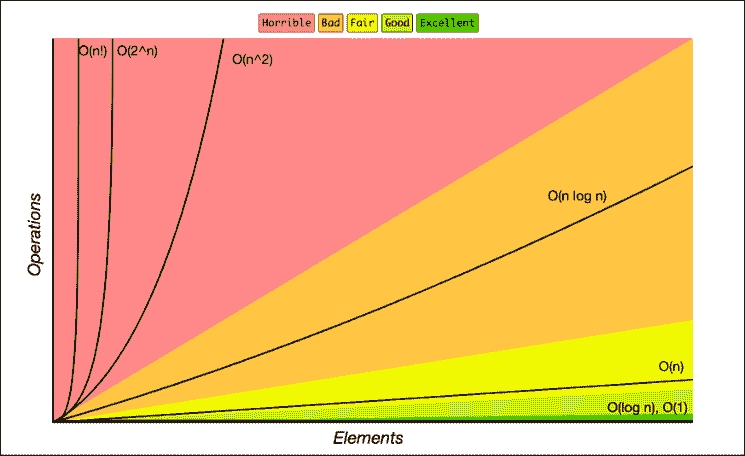 Horrible Bad Fair Good Excellent
O(n!) O(2^n)
O(n^2)
O(n log n)
Operations
O(n)
O(log n), O(1)
Elements